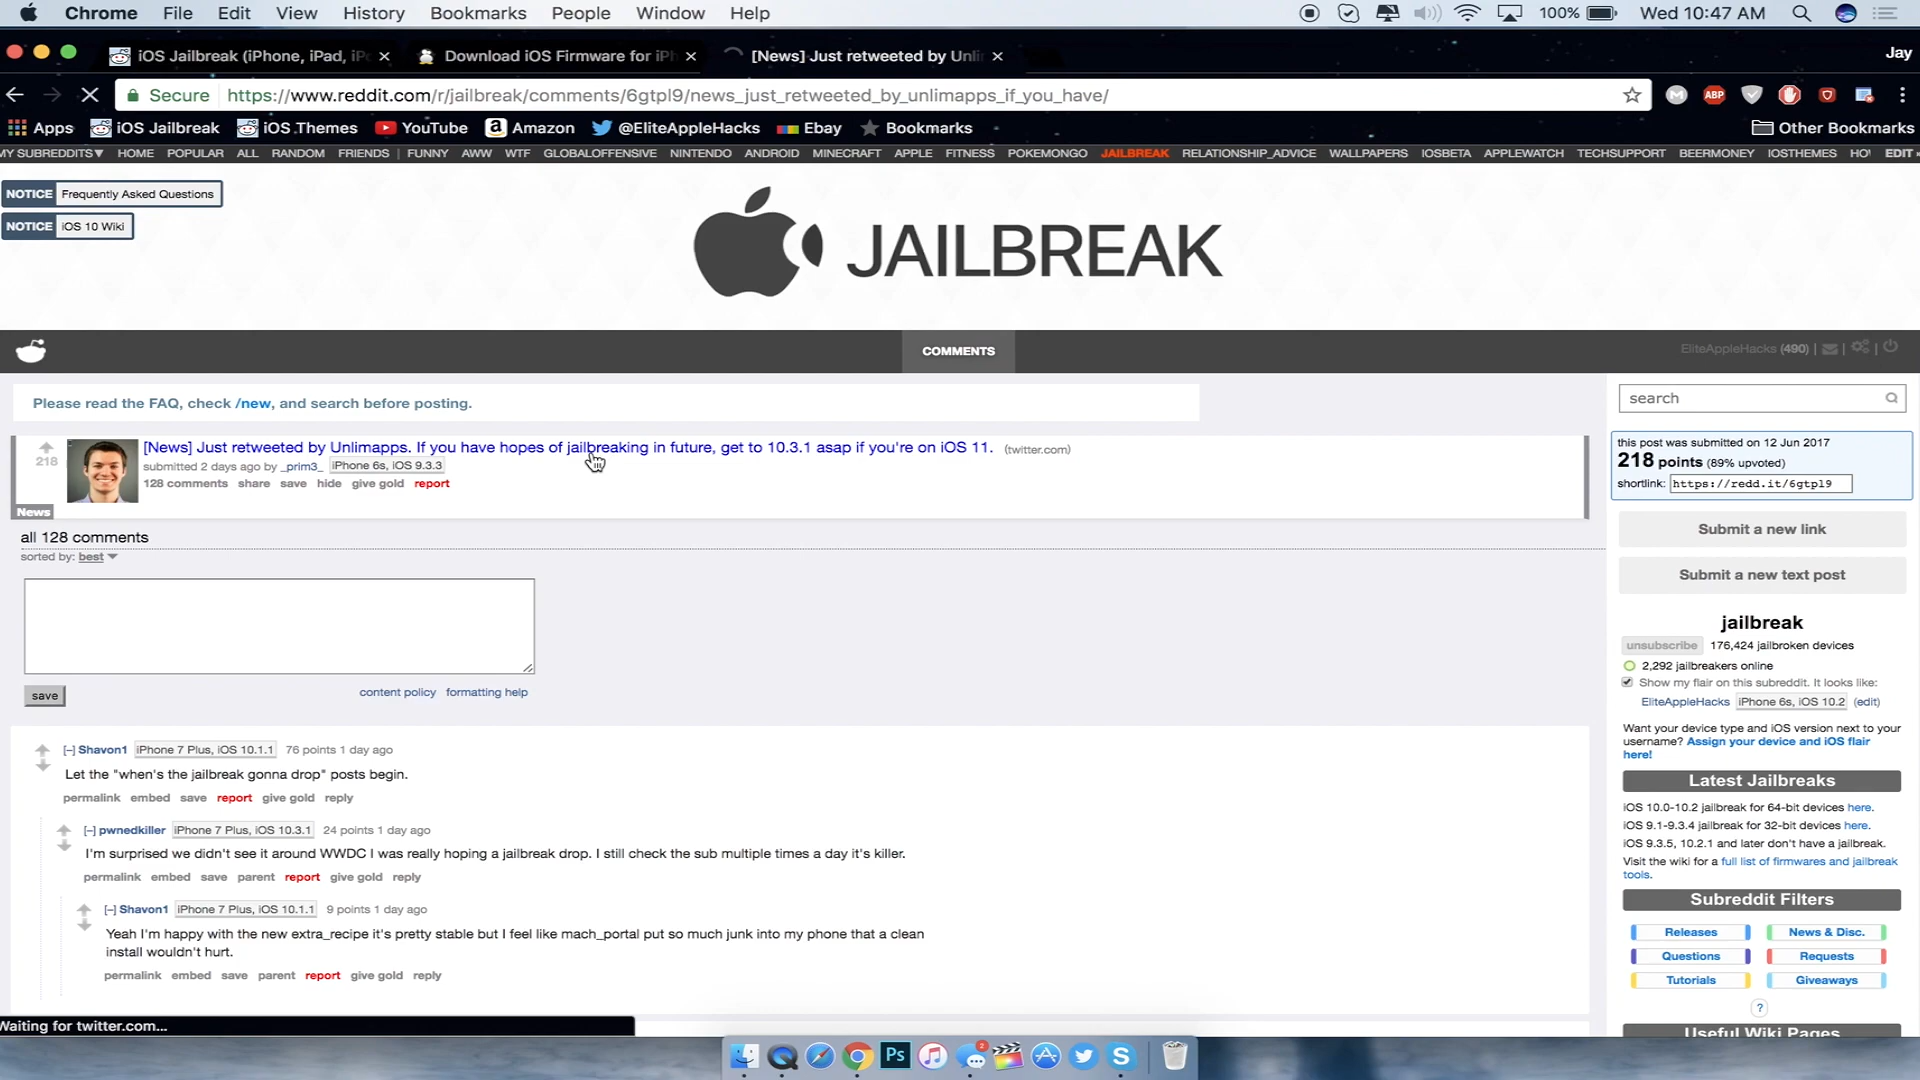 Chrome File Edit View History Bookmarks People Window Help 100% Wed 10:47 AM
iOS Jailbreak (iPhone, iPad, iPo Download iOS Firmware for iPh [News] Just retweeted by Unli Jay
Secure https://www.reddit.com/r/jailbreak/comments/6gtpl9/news_just_retweeted_by_unlimapps_if_you_have/ ABP
Apps iOS Jailbreak iOS Themes YouTube Amazon @EliteAppleHacks Ebay Bookmarks Other Bookmarks
MY SUBREDDITS▼ HOME POPULAR ALL RANDOM FRIENDS | FUNNY AWW WTF GLOBALOFFENSIVE NINTENDO ANDROID MINECRAFT APPLE FITNESS POKEMONGO JAILBREAK RELATIONSHIP_ADVICE WALLPAPERS IOSBETA APPLEWATCH TECHSUPPORT BEERMONEY IOSTHEMES HO EDIT »
NOTICE Frequently Asked Questions
NOTICE iOS 10 Wiki
JAILBREAK
COMMENTS
EliteAppleHacks (490) | | |
Please read the FAQ, check /new, and search before posting.
218
[News] Just retweeted by Unlimapps. If you have hopes of jailbreaking in future, get to 10.3.1 asap if you're on iOS 11. (twitter.com)
submitted 2 days ago by _prim3_ iPhone 6s, iOS 9.3.3
128 comments share save hide give gold report
News
all 128 comments
sorted by: best
save content policy formatting help
[–] Shavon1 iPhone 7 Plus, iOS 10.1.1 76 points 1 day ago
Let the "when's the jailbreak gonna drop" posts begin.
permalink embed save report give gold reply
[–] pwnedkiller iPhone 7 Plus, iOS 10.3.1 24 points 1 day ago
I'm surprised we didn't see it around WWDC I was really hoping a jailbreak drop. I still check the sub multiple times a day it's killer.
permalink embed save parent report give gold reply
[–] Shavon1 iPhone 7 Plus, iOS 10.1.1 9 points 1 day ago
Yeah I'm happy with the new extra_recipe it's pretty stable but I feel like mach_portal put so much junk into my phone that a clean
install wouldn't hurt.
permalink embed save parent report give gold reply
Waiting for twitter.com...
search
this post was submitted on 12 Jun 2017
218 points (89% upvoted)
shortlink: https://redd.it/6gtpl9
Submit a new link
Submit a new text post
jailbreak
unsubscribe 176,424 jailbroken devices
2,292 jailbreakers online
Show my flair on this subreddit. It looks like:
EliteAppleHacks iPhone 6s, iOS 10.2 (edit)
Want your device type and iOS version next to your
username? Assign your device and iOS flair
here!
Latest Jailbreaks
iOS 10.0-10.2 jailbreak for 64-bit devices here.
iOS 9.1-9.3.4 jailbreak for 32-bit devices here.
iOS 9.3.5, 10.2.1 and later don't have a jailbreak.
Visit the wiki for a full list of firmwares and jailbreak
tools.
Subreddit Filters
Releases News & Disc.
Questions Requests
Tutorials Giveaways
?
Useful Wiki Pages
Ps 2 S